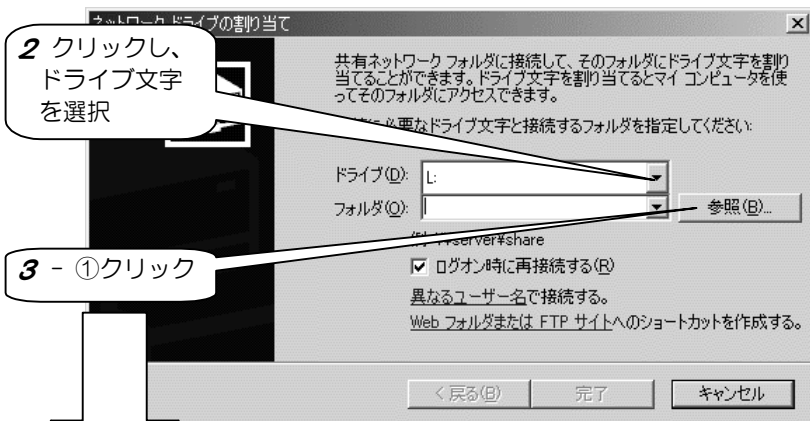 ネットワーク ドライブの割り当て
2 クリックし、
ドライブ文字
を選択
共有ネットワーク フォルダに接続して、そのフォルダにドライブ文字を割り
当てることができます。ドライブ文字を割り当てるとマイ コンピュータを使
ってそのフォルダにアクセスできます。
必要なドライブ文字と接続するフォルダを指定してください:
ドライブ(D): L:
フォルダ(O): 参照(B)...
¥server¥share
3 - ①クリック
ログオン時に再接続する(R)
異なるユーザー名で接続する。
Web フォルダまたは FTP サイトへのショートカットを作成する。
< 戻る(B) 完了 キャンセル